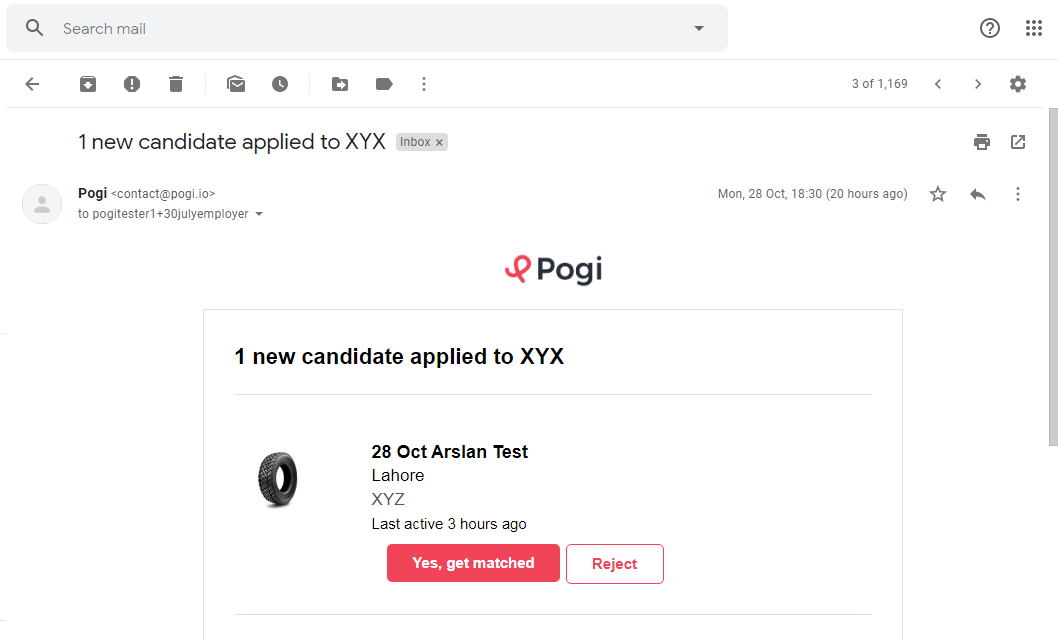 Search mail
3 of 1,169
1 new candidate applied to XYX Inbox x
Pogi <contact@pogi.io> Mon, 28 Oct, 18:30 (20 hours ago)
to pogitester1+30julyemployer
Pogi
1 new candidate applied to XYX
28 Oct Arslan Test
Lahore
XYZ
Last active 3 hours ago
Yes, get matched Reject